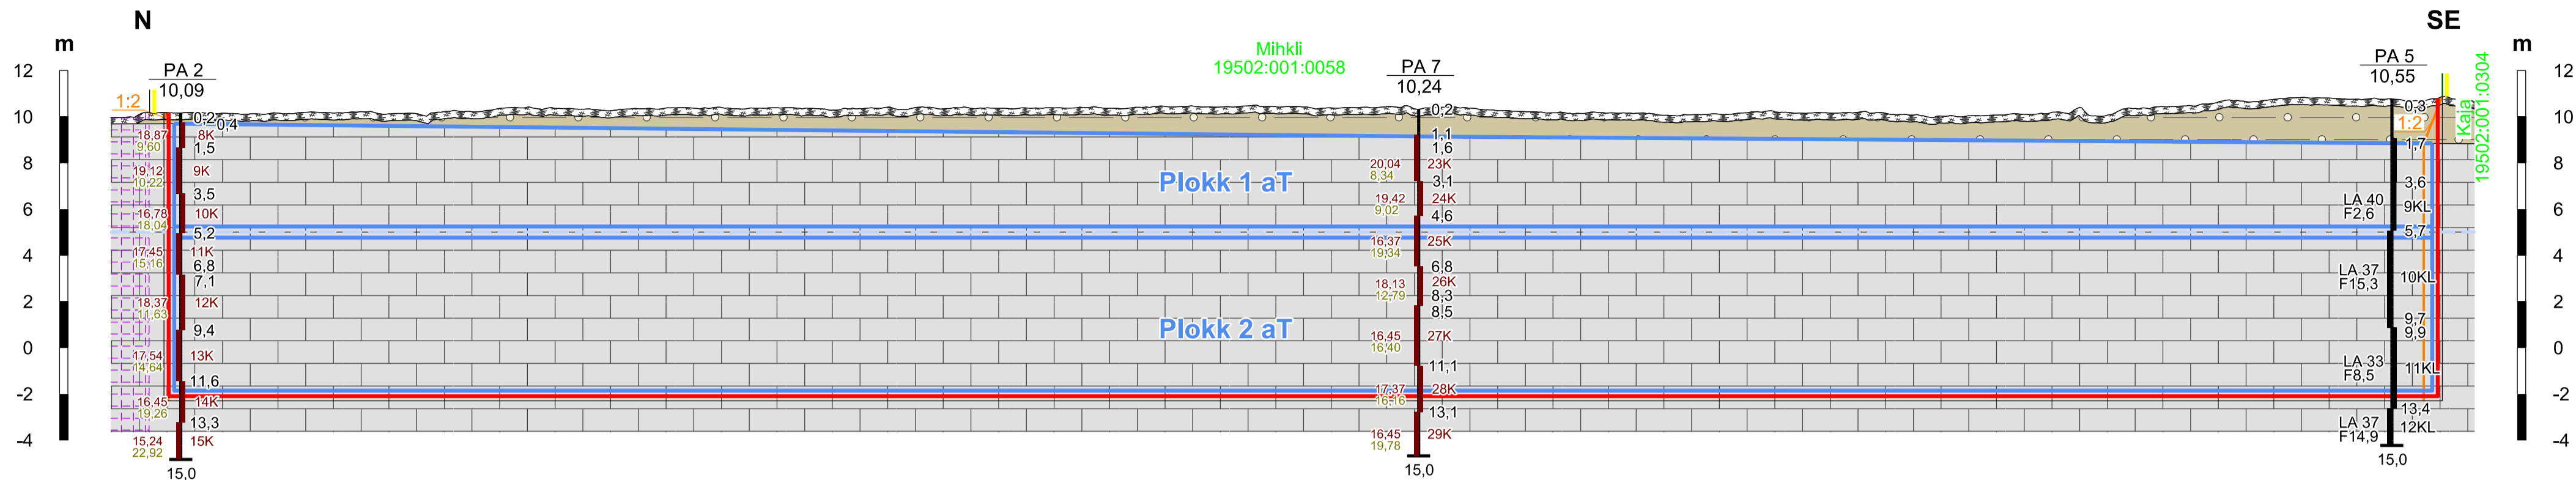 N
SE
m
m
Mihkli
19502:001:0058
PA 2
10,09
PA 7
10,24
PA 5
10,55
1:2
1:2
Kaja
19502:001:0304
12
10
8
6
4
2
0
-2
-4
0,2
0,4
18,87 8K
9,60
1,5
19,12 9K
10,22
3,5
16,78 10K
18,04
5,2
17,45 11K
15,16
6,8
7,1
18,37 12K
11,63
9,4
17,54 13K
14,64
11,6
16,45 14K
19,26
13,3
15,24 15K
22,92
15,0
Plokk 1 aT
Plokk 2 aT
0,2
1,1
1,6
20,04 23K
8,34
3,1
19,42 24K
9,02
4,6
16,37 25K
19,34
6,8
18,13 26K
12,79
8,3
8,5
16,45 27K
16,40
11,1
17,37 28K
16,16
13,1
16,45 29K
19,78
15,0
0,3
1,7
3,6
LA 40 9KL
F2,6
5,7
LA 37 10KL
F15,3
9,7
9,9
LA 33 11KL
F8,5
13,4
LA 37 12KL
F14,9
15,0
12
10
8
6
4
2
0
-2
-4